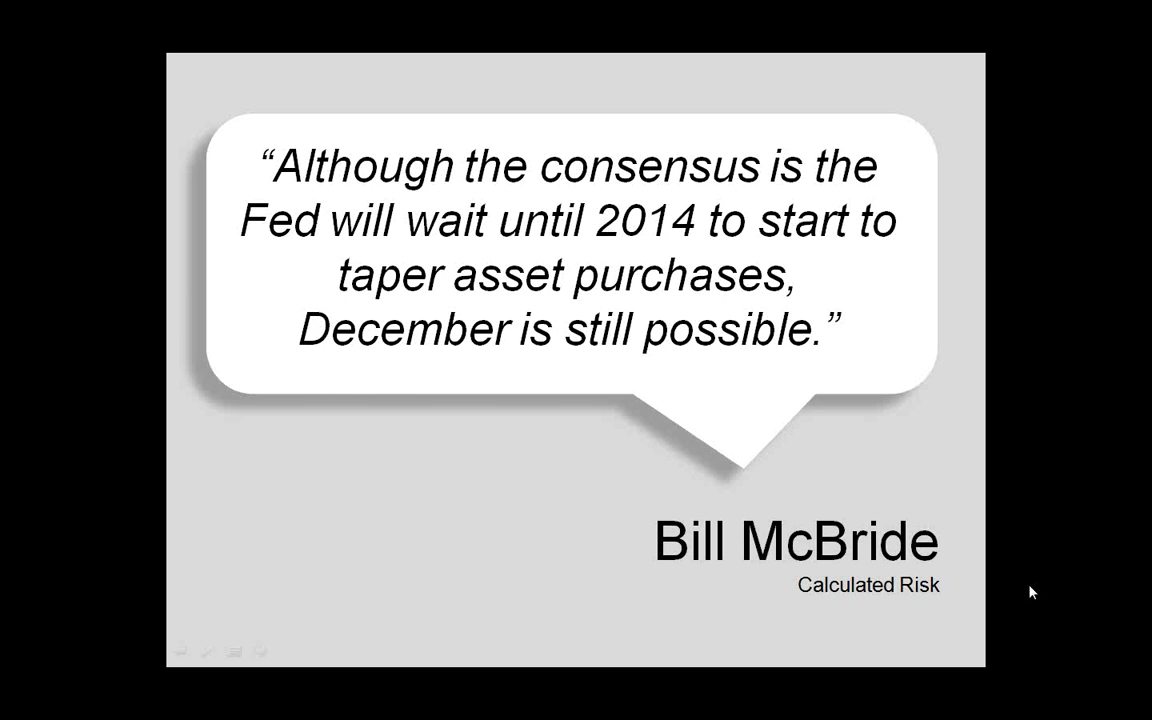 “Although the consensus is the
Fed will wait until 2014 to start to
taper asset purchases,
December is still possible.”
Bill McBride
Calculated Risk